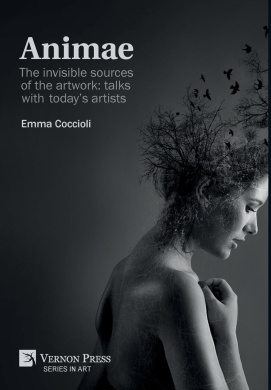 Animae
The invisible sources
of the artwork: talks
with today's artists
Emma Coccioli
VERNON PRESS
SERIES IN ART